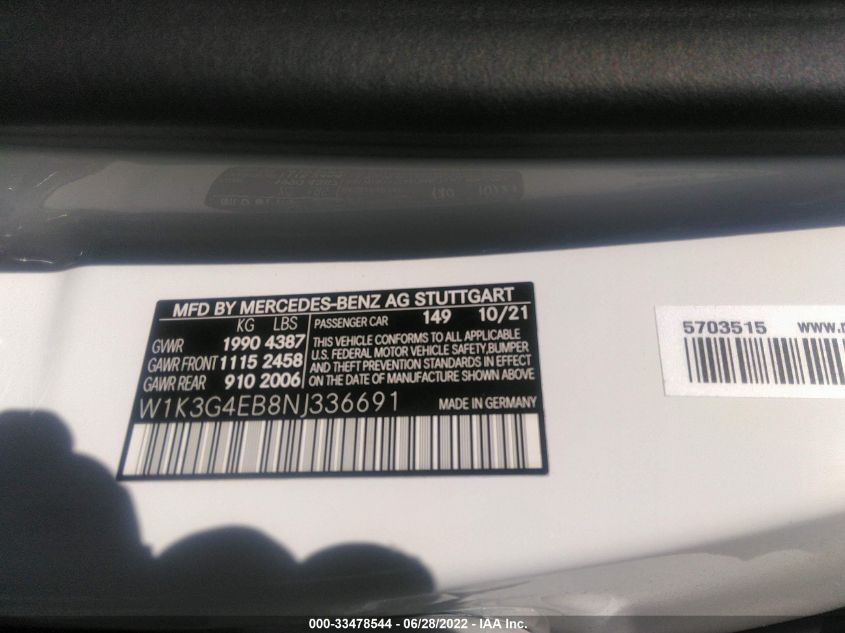 MFD BY MERCEDES-BENZ AG STUTTGART
KG LBS
GVWR 1990 4387
GAWR FRONT 1115 2458
GAWR REAR 910 2006
PASSENGER CAR 149 10/21
THIS VEHICLE CONFORMS TO ALL APPLICABLE
U.S. FEDERAL MOTOR VEHICLE SAFETY,BUMPER
AND THEFT PREVENTION STANDARDS IN EFFECT
ON THE DATE OF MANUFACTURE SHOWN ABOVE
W1K3G4EB8NJ336691 MADE IN GERMANY
5703515 www.
000-33478544 - 06/28/2022 - IAA Inc.